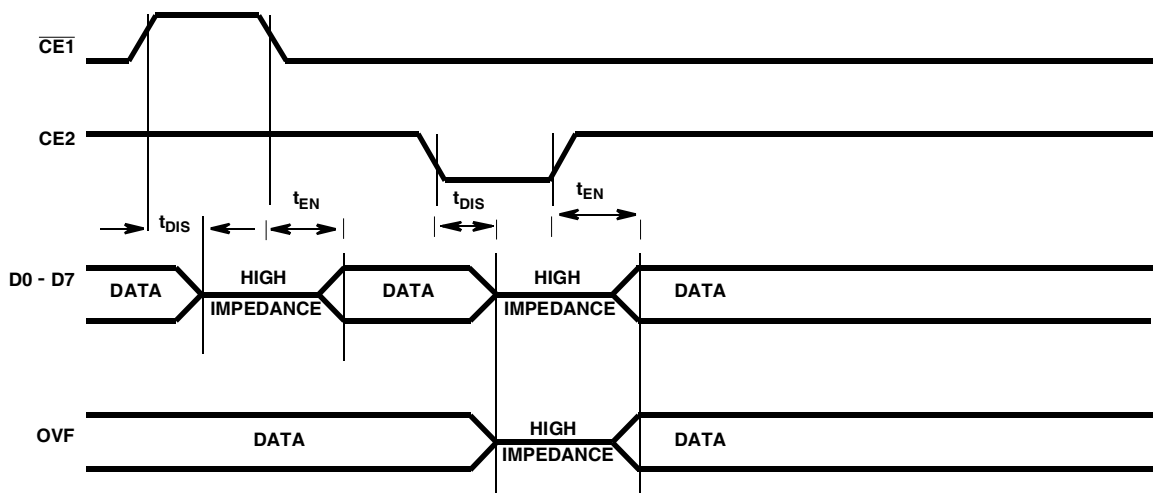 CE1
CE2
tEN
tEN
tDIS
tDIS
D0 - D7
DATA
HIGH
IMPEDANCE
DATA
HIGH
IMPEDANCE
DATA
OVF
DATA
HIGH
IMPEDANCE
DATA